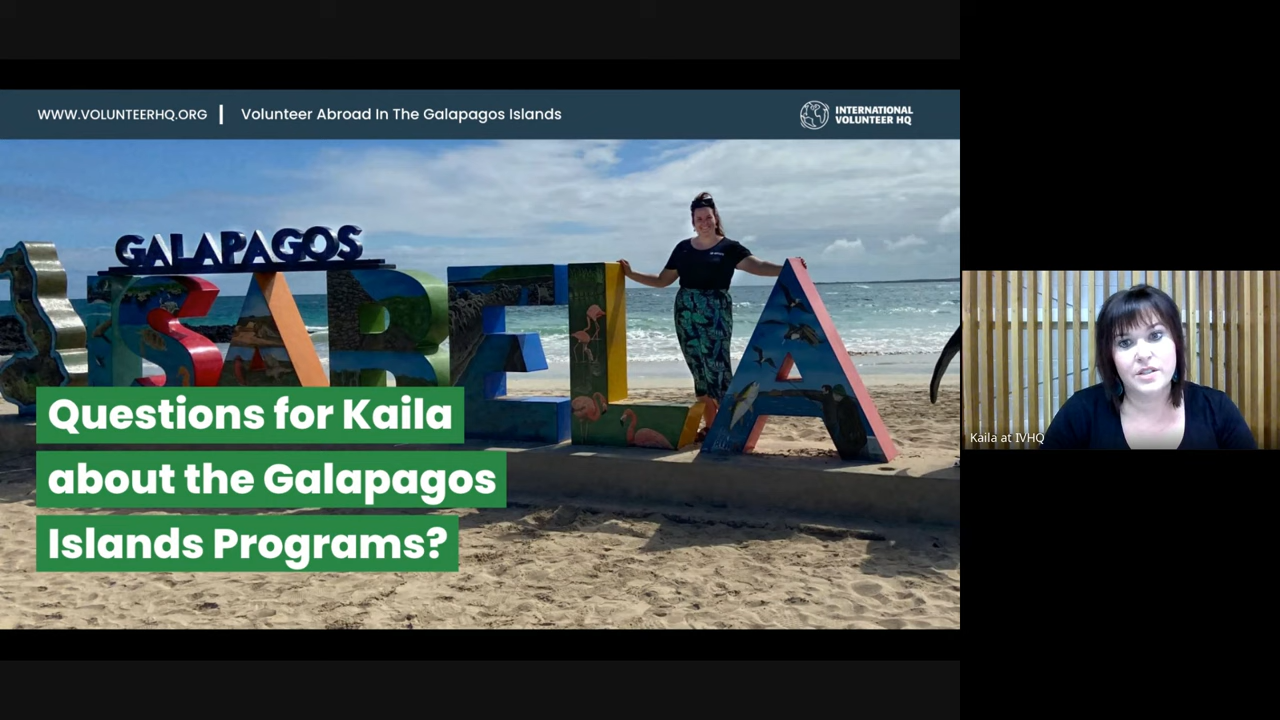 WWW.VOLUNTEERHQ.ORG | Volunteer Abroad In The Galapagos Islands
INTERNATIONAL
VOLUNTEER HQ
GALAPAGOS
ISABELA
Questions for Kaila
about the Galapagos
Islands Programs?
Kaila at IVHQ